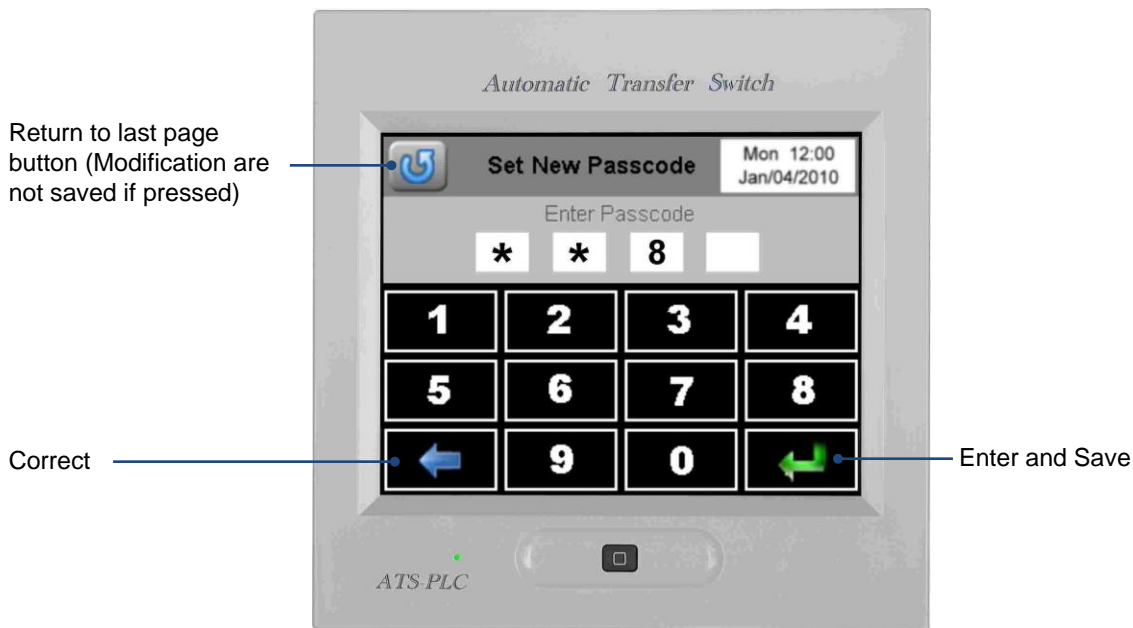 Automatic Transfer Switch
Return to last page
button (Modification are
not saved if pressed)
Set New Passcode
Mon 12:00
Jan/04/2010
Enter Passcode
* * 8
1 2 3 4
5 6 7 8
9 0
Correct
Enter and Save
ATS-PLC